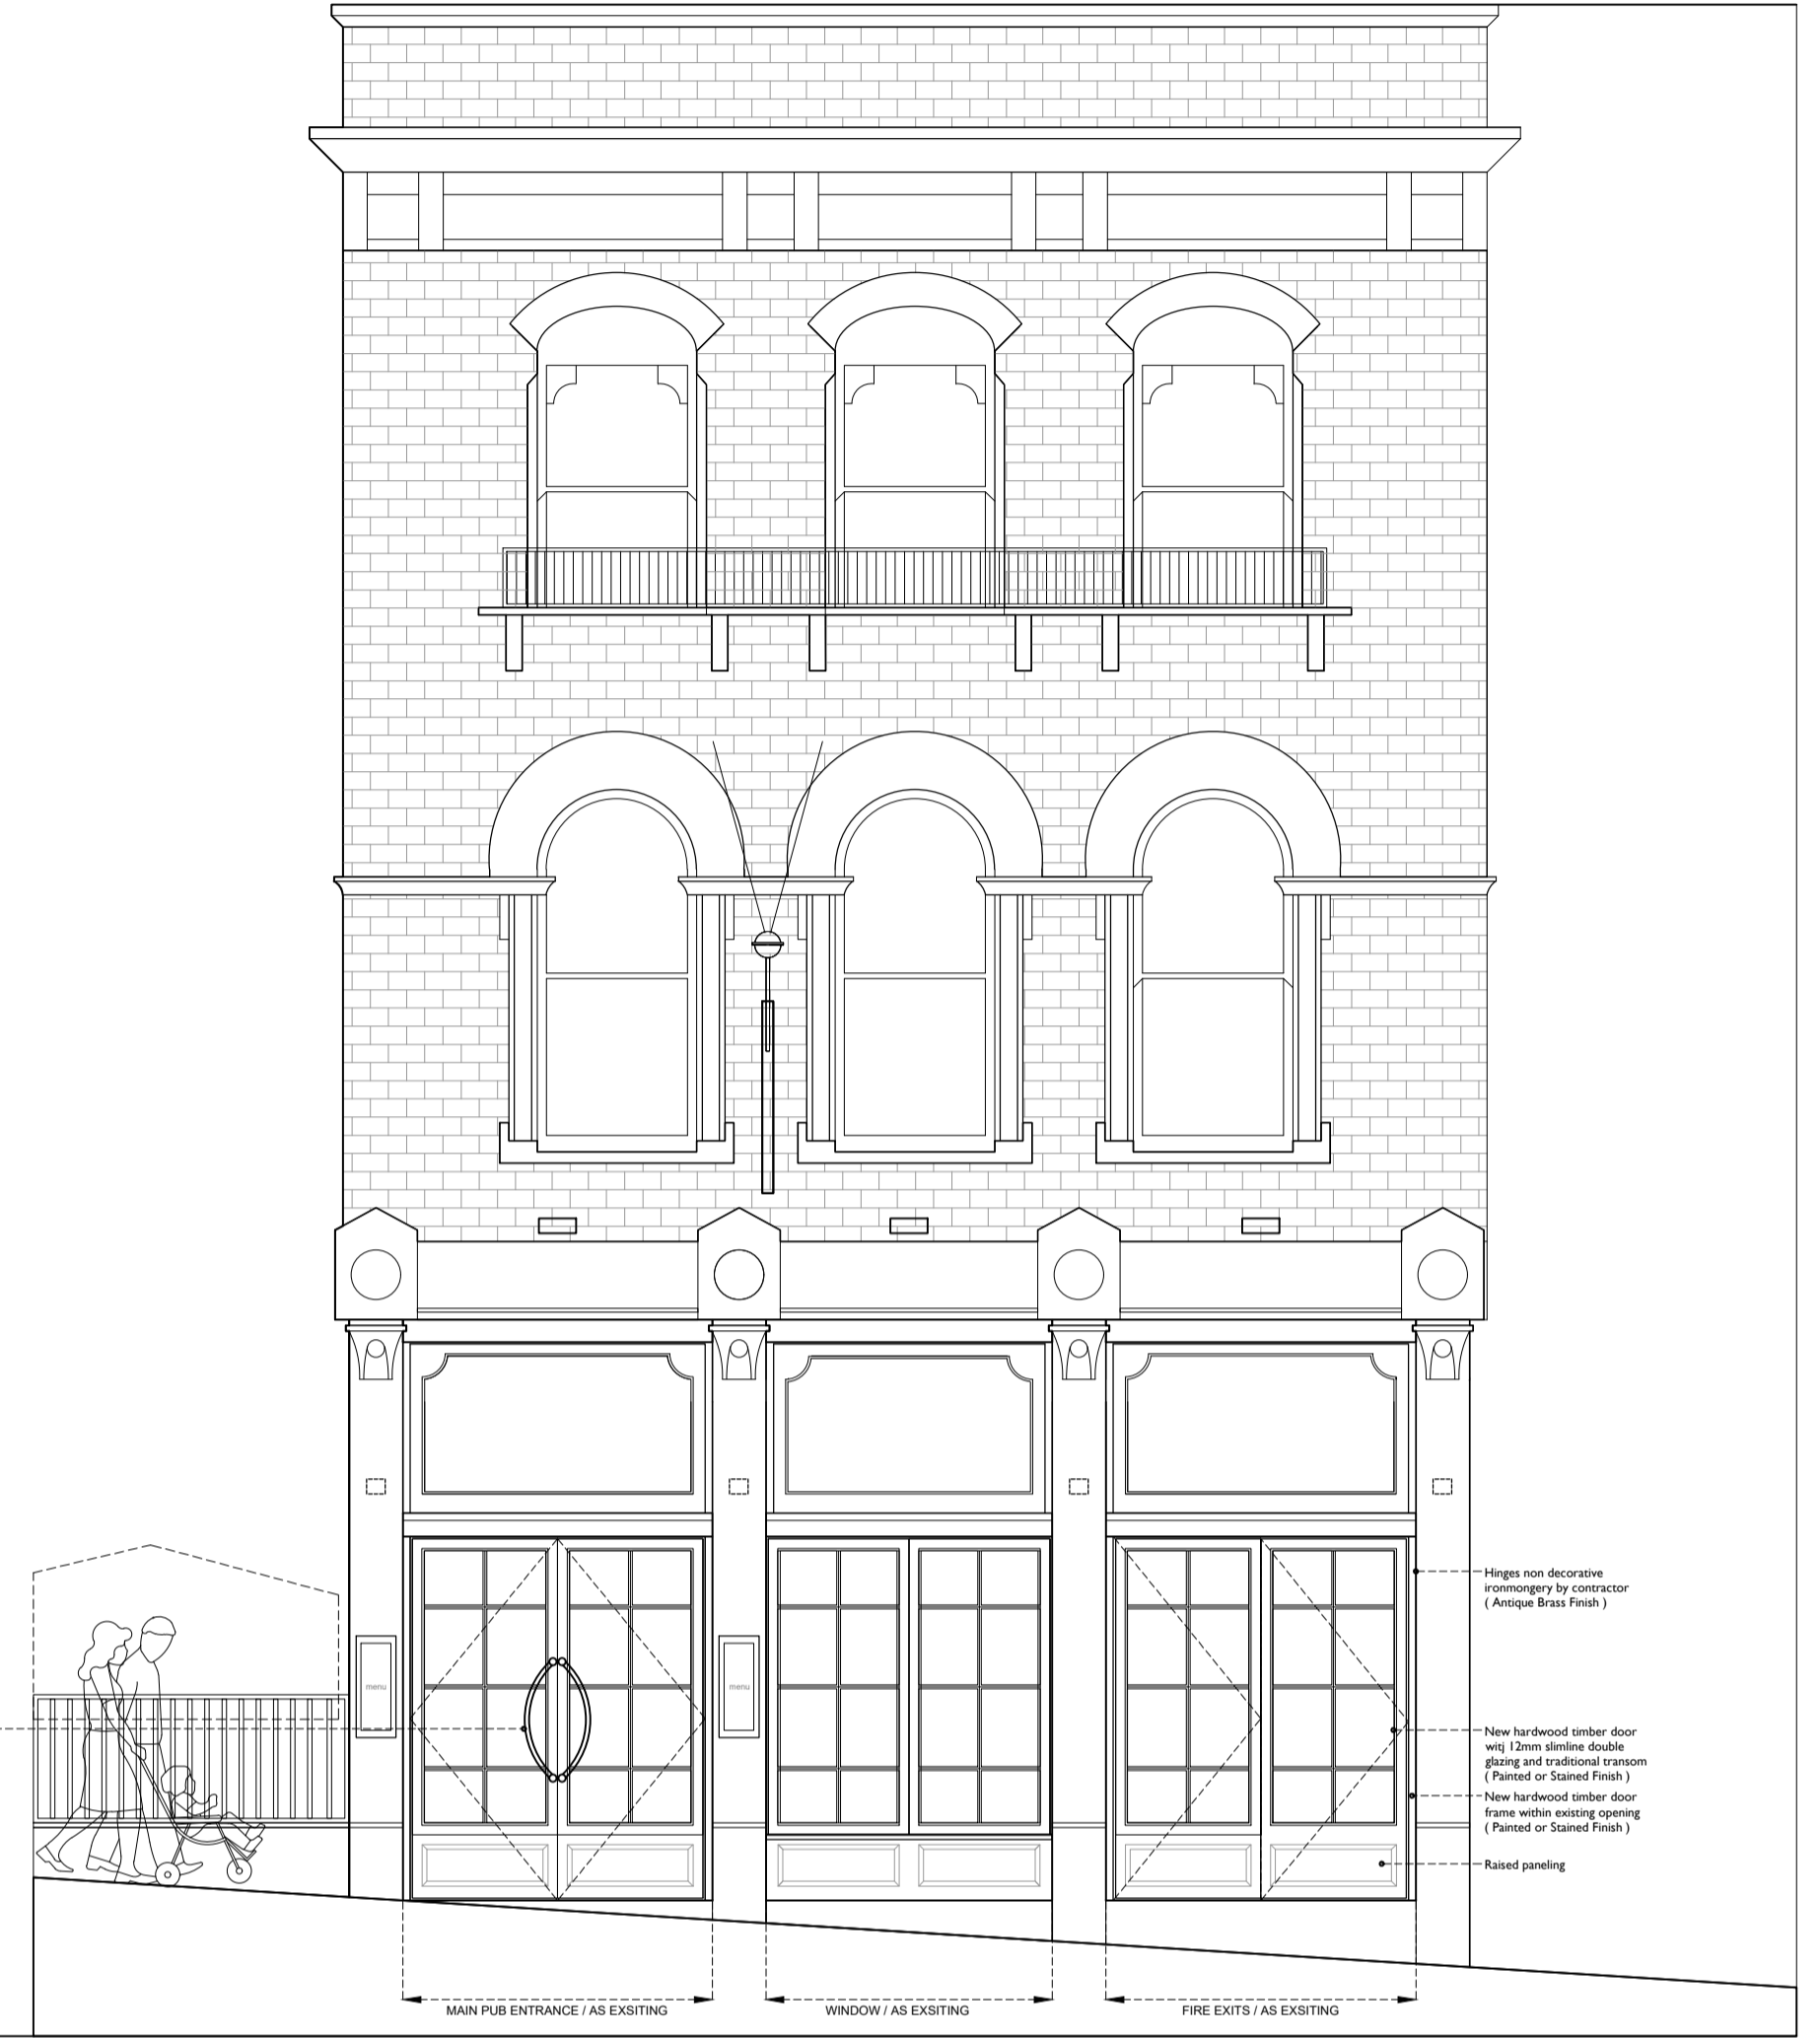 Hinges non decorative
ironmongery by contractor
( Antique Brass Finish )
menu
menu
New hardwood timber door
witj 12mm slimline double
glazing and traditional transom
( Painted or Stained Finish )
New hardwood timber door
frame within existing opening
( Painted or Stained Finish )
Raised paneling
MAIN PUB ENTRANCE / AS EXSITING
WINDOW / AS EXSITING
FIRE EXITS / AS EXSITING